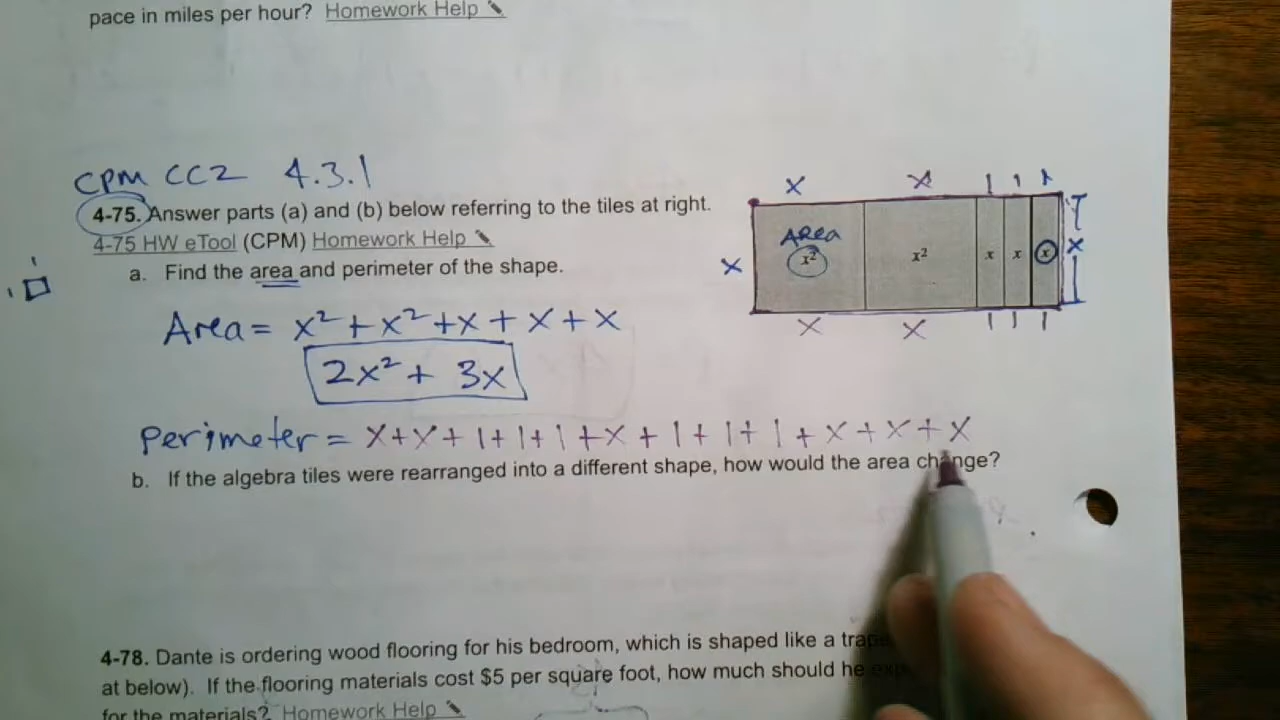 pace in miles per hour? Homework Help
CPM CC2 4.3.1
4-75. Answer parts (a) and (b) below referring to the tiles at right.
4-75 HW eTool (CPM) Homework Help
a. Find the area and perimeter of the shape.
1
1
Area = x² + x² + x + x + x
2x² + 3x
Perimeter = x+x+1+1+1+x+1+1+1+x+x+x
b. If the algebra tiles were rearranged into a different shape, how would the area change?
x x 1 1 1
AREA
x x² x² x x x x
x x 1 1 1
4-78. Dante is ordering wood flooring for his bedroom, which is shaped like a
at below). If the flooring materials cost $5 per square foot, how much should he
for the materials? Homework Help